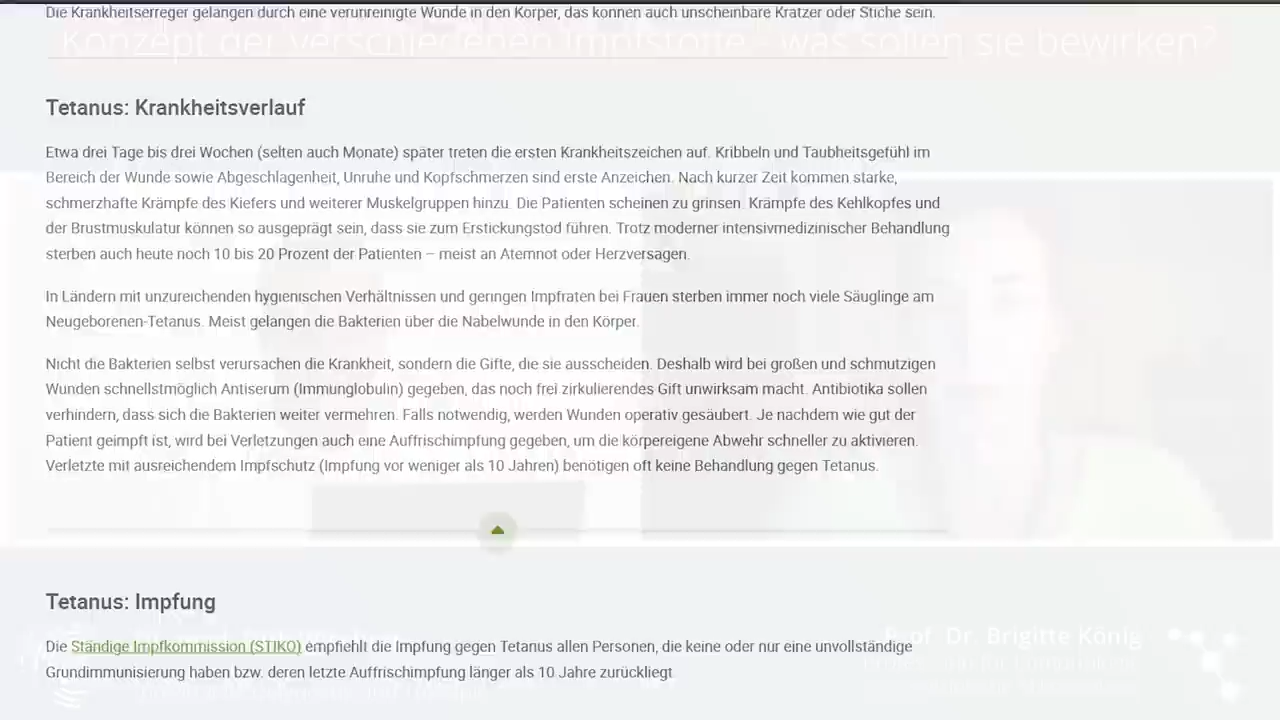 Die Krankheitserreger gelangen durch eine verunreinigte Wunde in den Körper, das können auch unscheinbare Kratzer oder Stiche sein.
Konzept der verschiedenen Impfstoffe - was sollen sie bewirken?
Tetanus: Krankheitsverlauf
Etwa drei Tage bis drei Wochen (selten auch Monate) später treten die ersten Krankheitszeichen auf. Kribbeln und Taubheitsgefühl im
Bereich der Wunde sowie Abgeschlagenheit, Unruhe und Kopfschmerzen sind erste Anzeichen. Nach kurzer Zeit kommen starke,
schmerzhafte Krämpfe des Kiefers und weiterer Muskelgruppen hinzu. Die Patienten scheinen zu grinsen. Krämpfe des Kehlkopfes und
der Brustmuskulatur können so ausgeprägt sein, dass sie zum Erstickungstod führen. Trotz moderner intensivmedizinischer Behandlung
sterben auch heute noch 10 bis 20 Prozent der Patienten – meist an Atemnot oder Herzversagen.
In Ländern mit unzureichenden hygienischen Verhältnissen und geringen Impfraten bei Frauen sterben immer noch viele Säuglinge am
Neugeborenen-Tetanus. Meist gelangen die Bakterien über die Nabelwunde in den Körper.
Nicht die Bakterien selbst verursachen die Krankheit, sondern die Gifte, die sie ausscheiden. Deshalb wird bei großen und schmutzigen
Wunden schnellstmöglich Antiserum (Immunglobulin) gegeben, das noch frei zirkulierendes Gift unwirksam macht. Antibiotika sollen
verhindern, dass sich die Bakterien weiter vermehren. Falls notwendig, werden Wunden operativ gesäubert. Je nachdem wie gut der
Patient geimpft ist, wird bei Verletzungen auch eine Auffrischimpfung gegeben, um die körpereigene Abwehr schneller zu aktivieren.
Verletzte mit ausreichendem Impfschutz (Impfung vor weniger als 10 Jahren) benötigen oft keine Behandlung gegen Tetanus.
Tetanus: Impfung
Die Ständige Impfkommission (STIKO) empfiehlt die Impfung gegen Tetanus allen Personen, die keine oder nur eine unvollständige
Grundimmunisierung haben bzw. deren letzte Auffrischimpfung länger als 10 Jahre zurückliegt.
Prof. Dr. Brigitte König